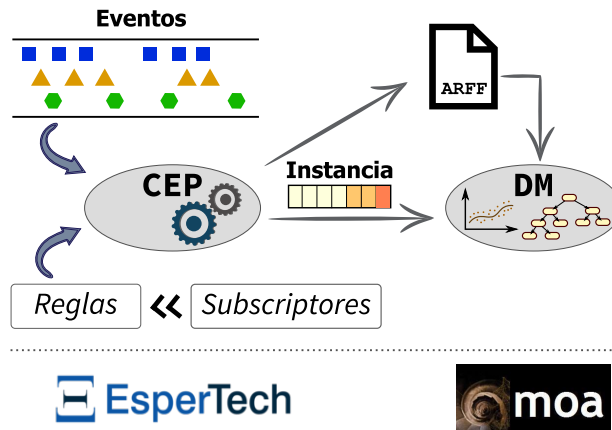 Eventos
ARFF
CEP
Instancia
DM
Reglas << Subscriptores
EsperTech
moa